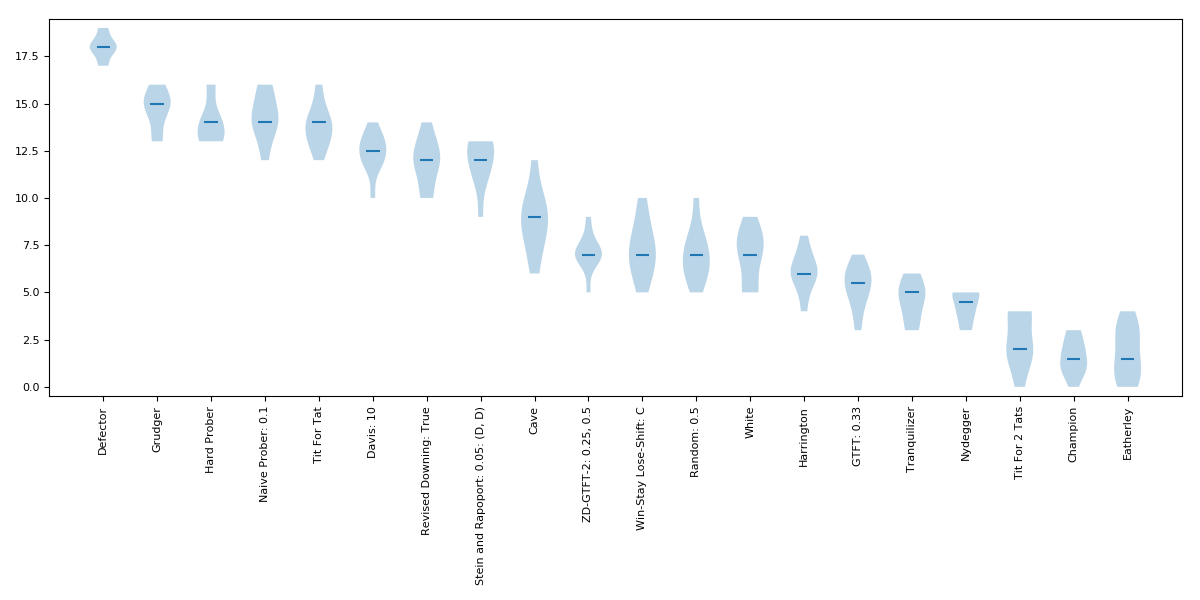 17.5
15.0
12.5
10.0
7.5
5.0
2.5
0.0
Defector
Grudger
Hard Prober
Naive Prober: 0.1
Tit For Tat
Davis: 10
Revised Downing: True
Stein and Rapoport: 0.05: (D, D)
Cave
ZD-GTFT-2: 0.25, 0.5
Win-Stay Lose-Shift: C
Random: 0.5
White
Harrington
GTFT: 0.33
Tranquilizer
Nydegger
Tit For 2 Tats
Champion
Eatherley